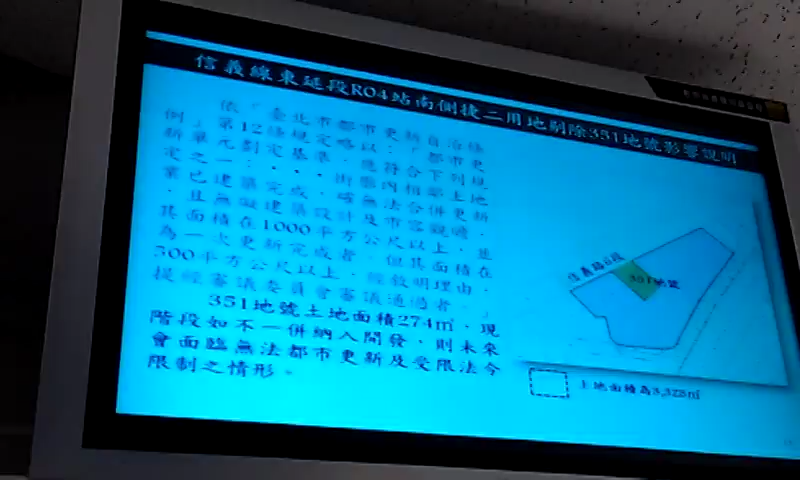 信義線東延段RO4站南側捷二用地剔除351地號影響說明
依「臺北市都市更新自治條
例」第12條規定略以：「都市更
新單元劃定基準，應符合下列規
定之一：・・・街廓內相鄰土地
業已建築完成，確無法合併更新
，且無礙建築設計及市容觀瞻，
其面積在1000平方公尺以上，並
為一次更新完成者，但其面積在
500平方公尺以上，經敘明理由，
提經審議委員會審議通過者。」
351地號土地面積274㎡，現
階段如不一併納入開發，則未來
會面臨無法都市更新及受限法令
限制之情形。
信義路6段
351地號
土地面積為3,323㎡